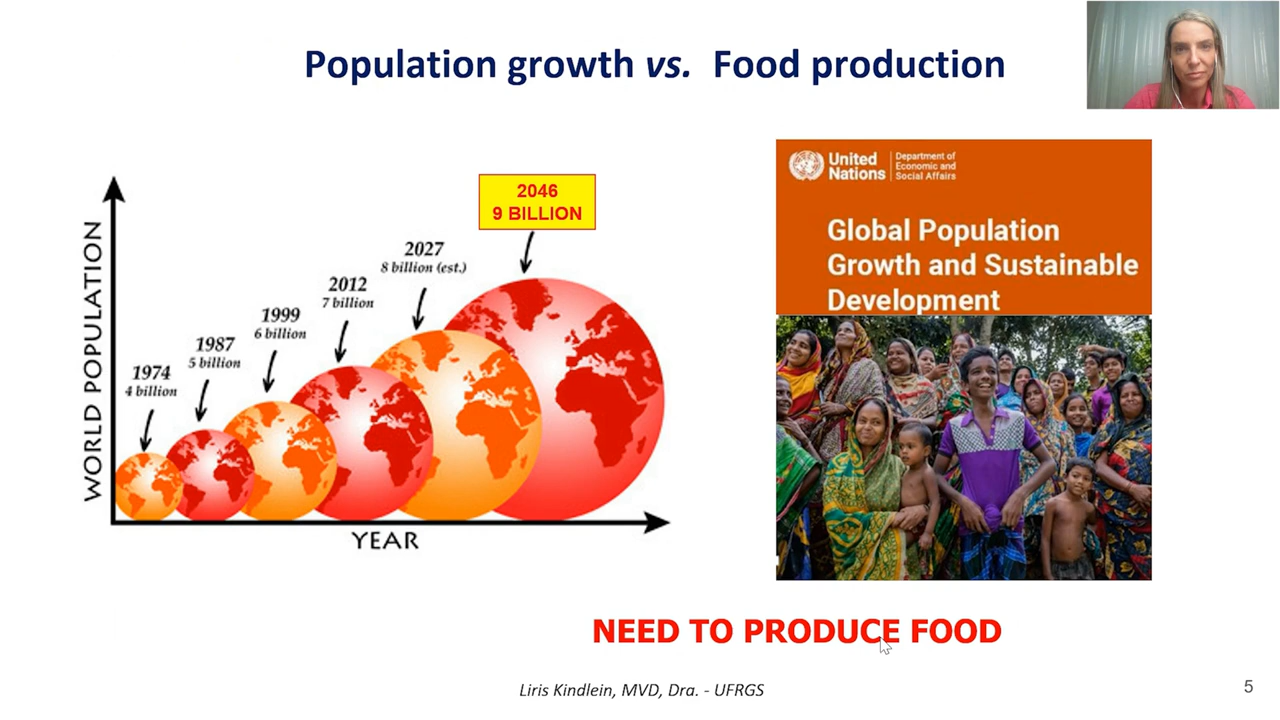 Population growth vs. Food production
WORLD POPULATION
1974
4 billion
1987
5 billion
1999
6 billion
2012
7 billion
2027
8 billion (est.)
2046
9 BILLION
YEAR
United
Nations
Department of
Economic and
Social Affairs
Global Population
Growth and Sustainable
Development
NEED TO PRODUCE FOOD
Liris Kindlein, MVD, Dra. - UFRGS
5